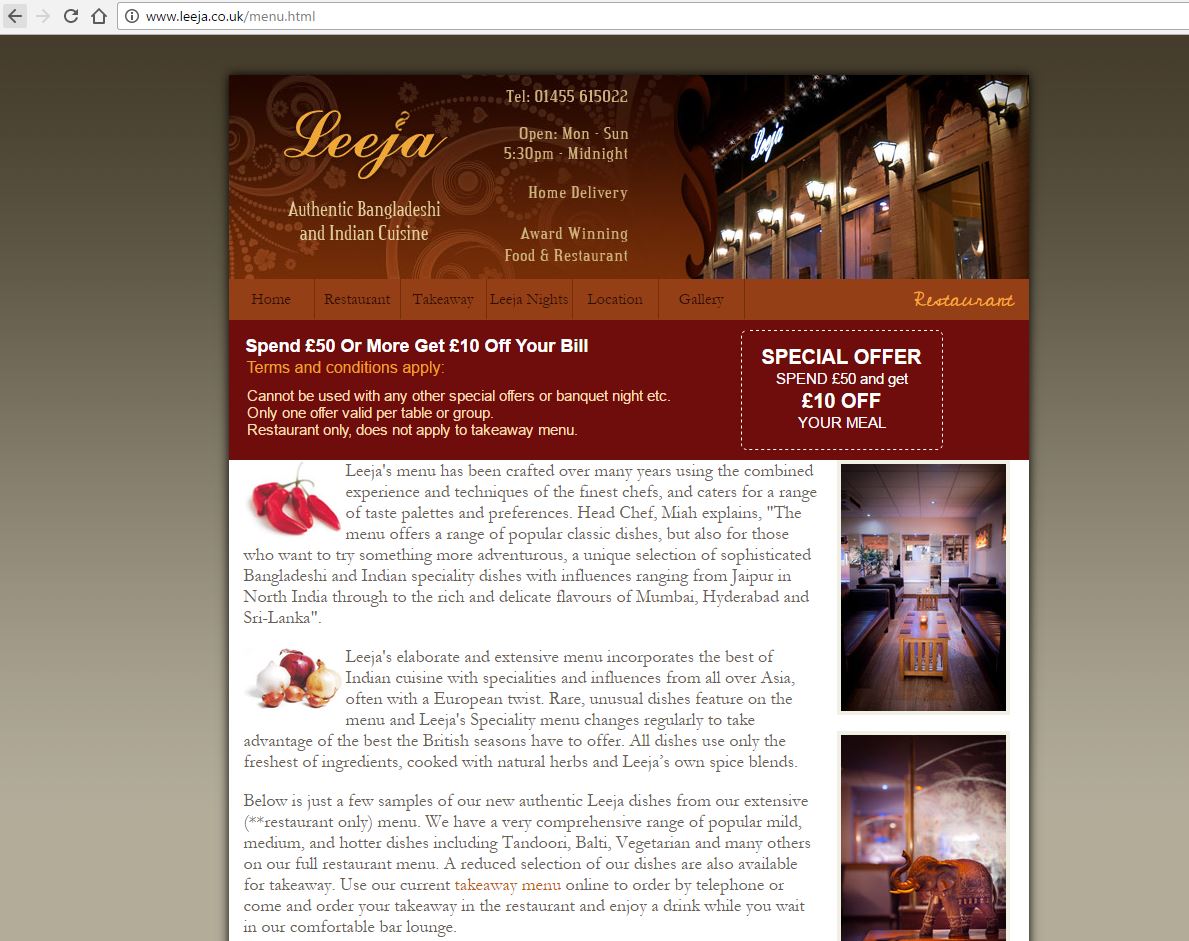 www.leeja.co.uk/menu.html
Leeja
Authentic Bangladeshi
and Indian Cuisine
Tel: 01455 615022
Open: Mon - Sun
5:30pm - Midnight
Home Delivery
Award Winning
Food & Restaurant
Leeja
Home Restaurant Takeaway Leeja Nights Location Gallery Restaurant
Spend £50 Or More Get £10 Off Your Bill
Terms and conditions apply:
Cannot be used with any other special offers or banquet night etc.
Only one offer valid per table or group.
Restaurant only, does not apply to takeaway menu.
SPECIAL OFFER
SPEND £50 and get
£10 OFF
YOUR MEAL
Leeja's menu has been crafted over many years using the combined
experience and techniques of the finest chefs, and caters for a range
of taste palettes and preferences. Head Chef, Miah explains, "The
menu offers a range of popular classic dishes, but also for those
who want to try something more adventurous, a unique selection of sophisticated
Bangladeshi and Indian speciality dishes with influences ranging from Jaipur in
North India through to the rich and delicate flavours of Mumbai, Hyderabad and
Sri-Lanka".
Leeja's elaborate and extensive menu incorporates the best of
Indian cuisine with specialities and influences from all over Asia,
often with a European twist. Rare, unusual dishes feature on the
menu and Leeja's Speciality menu changes regularly to take
advantage of the best the British seasons have to offer. All dishes use only the
freshest of ingredients, cooked with natural herbs and Leeja’s own spice blends.
Below is just a few samples of our new authentic Leeja dishes from our extensive
(**restaurant only) menu. We have a very comprehensive range of popular mild,
medium, and hotter dishes including Tandoori, Balti, Vegetarian and many others
on our full restaurant menu. A reduced selection of our dishes are also available
for takeaway. Use our current takeaway menu online to order by telephone or
come and order your takeaway in the restaurant and enjoy a drink while you wait
in our comfortable bar lounge.